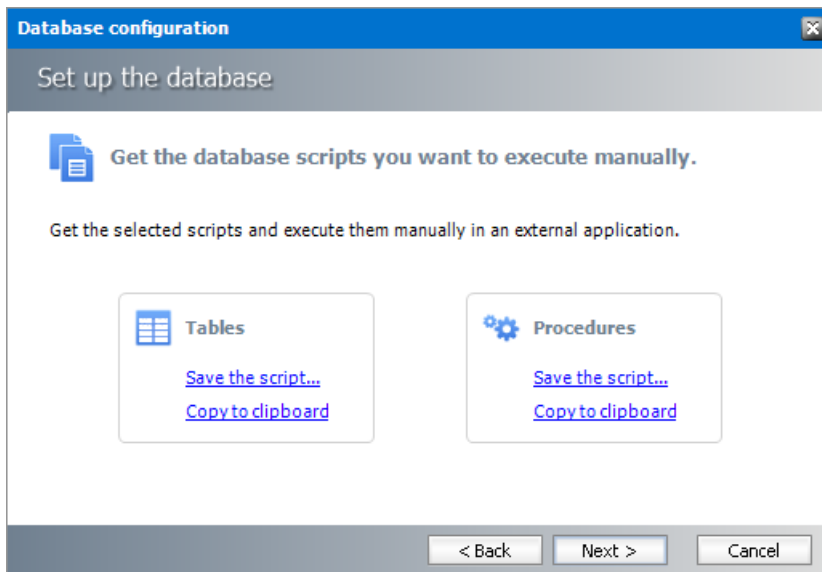 Database configuration
Set up the database
Get the database scripts you want to execute manually.
Get the selected scripts and execute them manually in an external application.
Tables
Save the script...
Copy to clipboard
Procedures
Save the script...
Copy to clipboard
< Back
Next >
Cancel